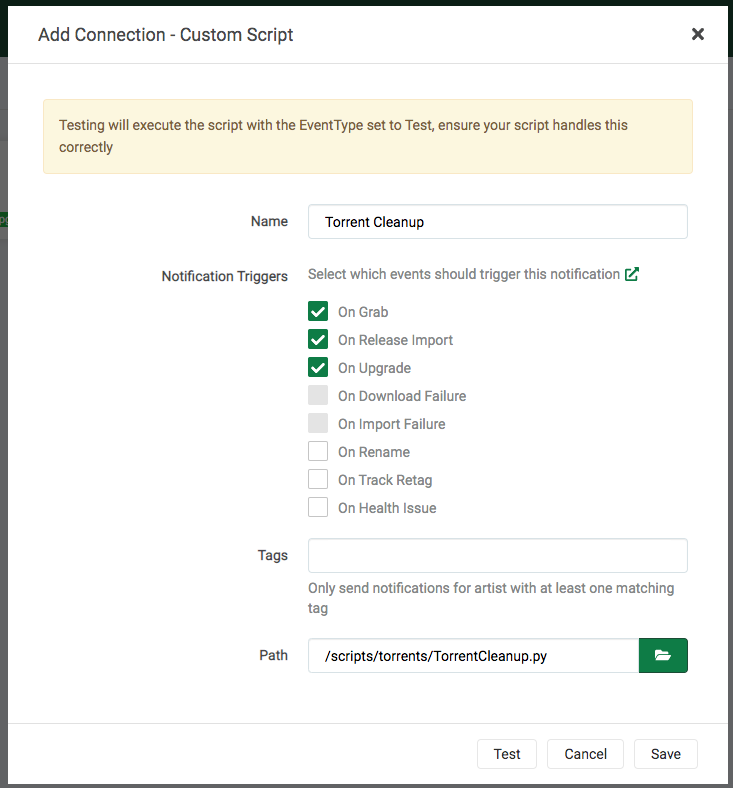 Add Connection - Custom Script
Testing will execute the script with the EventType set to Test, ensure your script handles this
correctly
Name
Torrent Cleanup
Notification Triggers
Select which events should trigger this notification
On Grab
On Release Import
On Upgrade
On Download Failure
On Import Failure
On Rename
On Track Retag
On Health Issue
Tags
Only send notifications for artist with at least one matching
tag
Path
/scripts/torrents/TorrentCleanup.py
Test
Cancel
Save